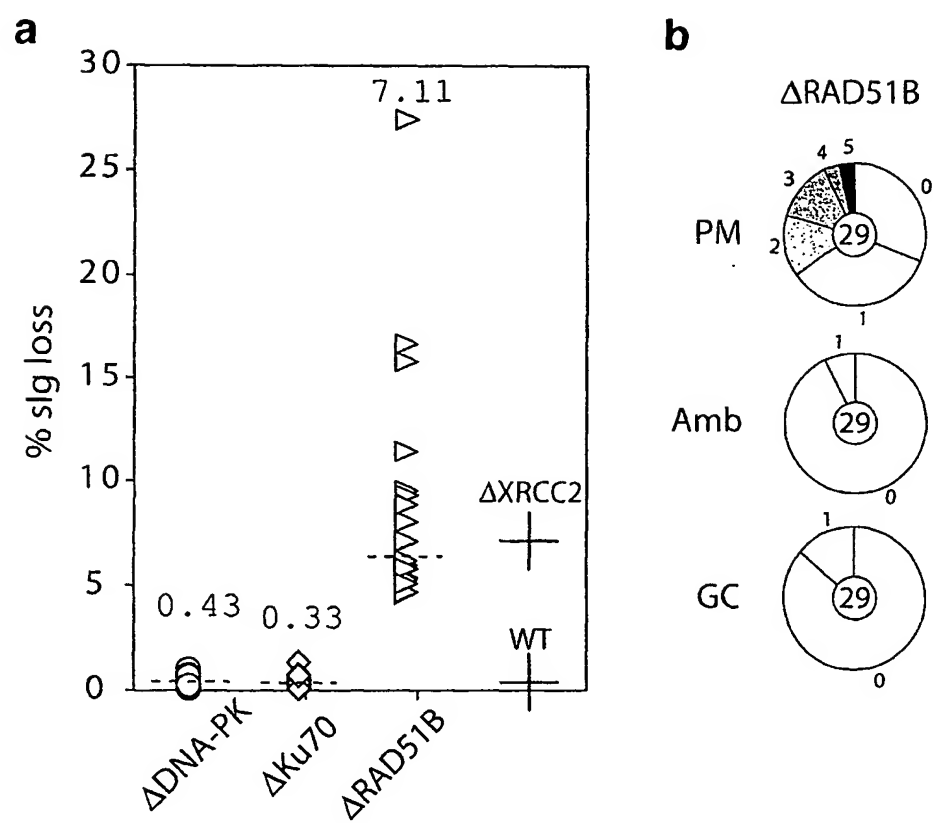 a
30
25
20
15
10
5
0
% sIg loss
7.11
0.43
0.33
ΔXRCC2
WT
ΔDNA-PK
ΔKu70
ΔRAD51B
b
ΔRAD51B
PM
0
1
2
3
4
5
29
Amb
1
0
29
GC
1
0
29